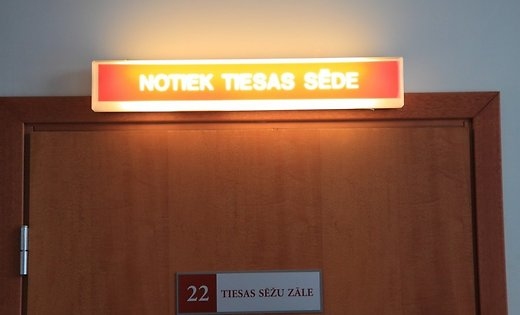 NOTIEK TIESAS SĒDE
22 TIESAS SĒŽU ZĀLE